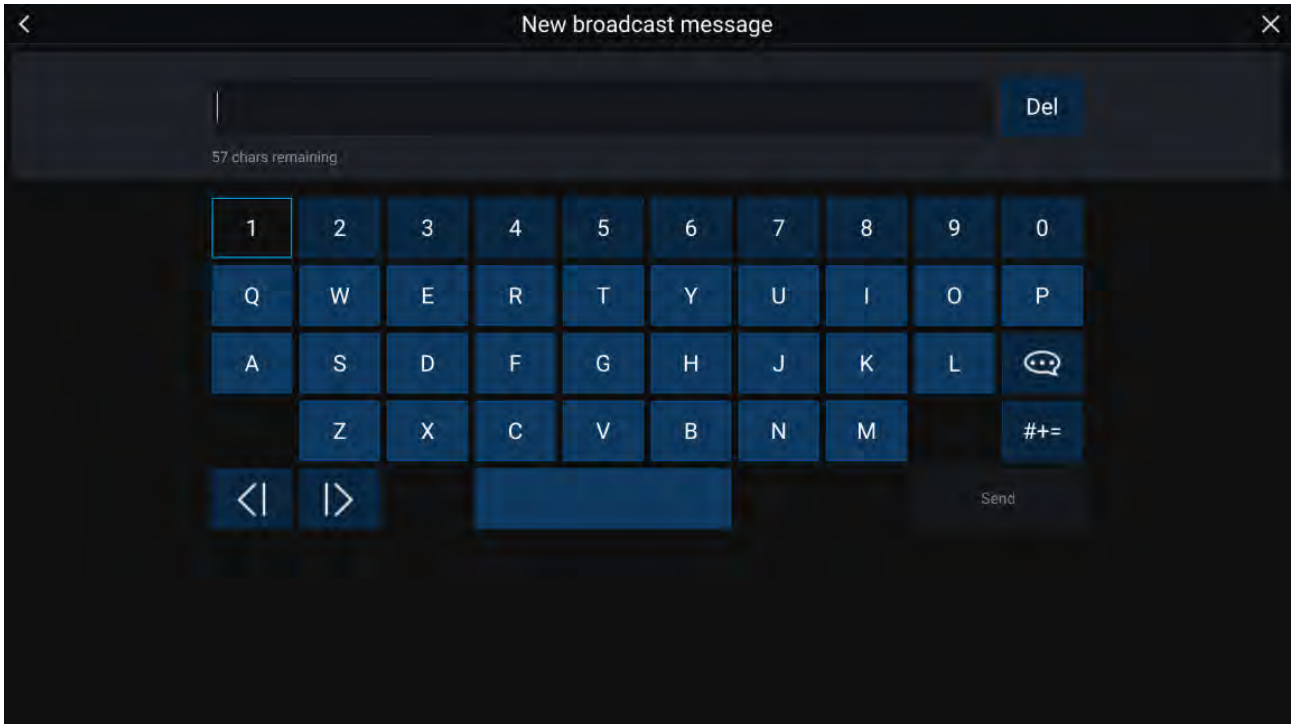 New broadcast message
Del
57 chars remaining
1 2 3 4 5 6 7 8 9 0
Q W E R T Y U I O P
A S D F G H J K L
Z X C V B N M #+=
Send